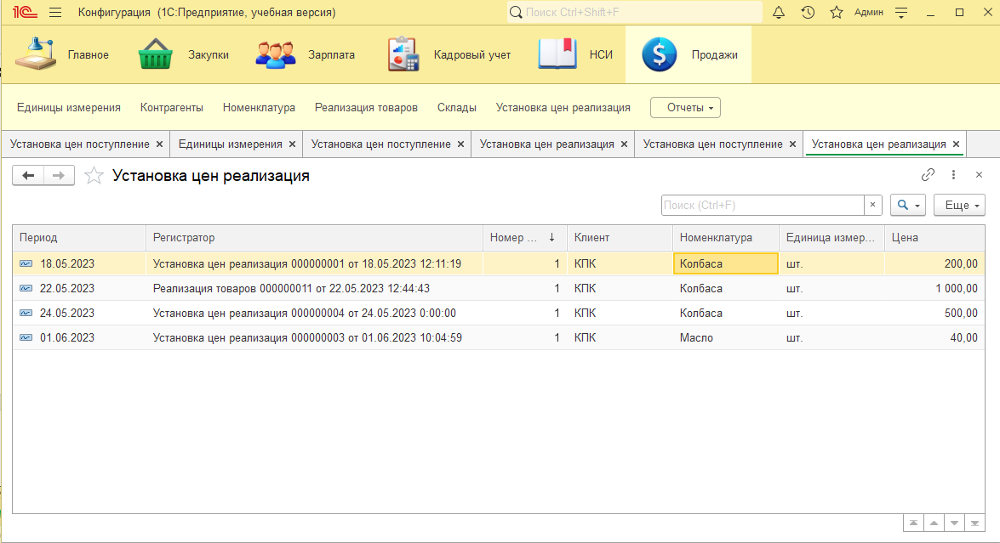 1С Конфигурация (1С:Предприятие, учебная версия) Поиск Ctrl+Shift+F Админ
Главное Закупки Зарплата Кадровый учет НСИ Продажи
Единицы измерения Контрагенты Номенклатура Реализация товаров Склады Установка цен реализация Отчеты
Установка цен поступление × Единицы измерения × Установка цен поступление × Установка цен реализация × Установка цен поступление × Установка цен реализация ×
Установка цен реализация
Поиск (Ctrl+F) × Еще
Период Регистратор Номер ... ↓ Клиент Номенклатура Единица измер... Цена
18.05.2023 Установка цен реализация 000000001 от 18.05.2023 12:11:19 1 КПК Колбаса шт. 200,00
22.05.2023 Реализация товаров 000000011 от 22.05.2023 12:44:43 1 КПК Колбаса шт. 1 000,00
24.05.2023 Установка цен реализация 000000004 от 24.05.2023 0:00:00 1 КПК Колбаса шт. 500,00
01.06.2023 Установка цен реализация 000000003 от 01.06.2023 10:04:59 1 КПК Масло шт. 40,00